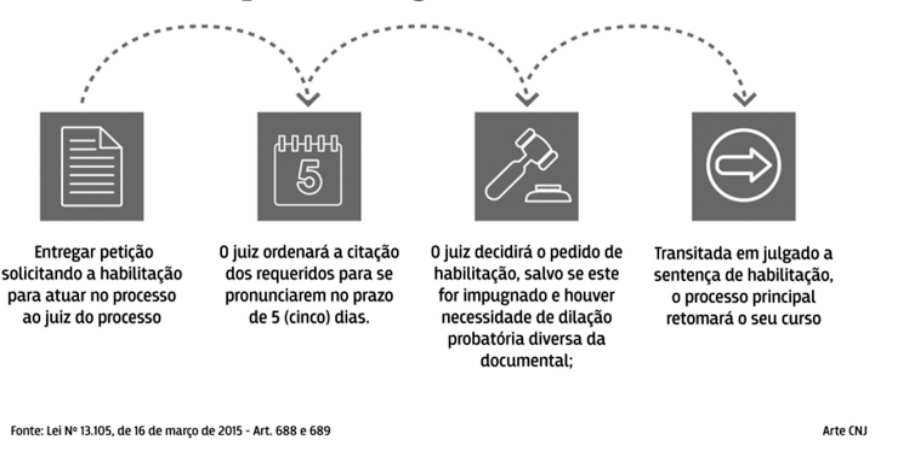 5
Entregar petição
solicitando a habilitação
para atuar no processo
ao juiz do processo
O juiz ordenará a citação
dos requeridos para se
pronunciarem no prazo
de 5 (cinco) dias.
O juiz decidirá o pedido de
habilitação, salvo se este
for impugnado e houver
necessidade de dilação
probatória diversa da
documental;
Transitada em julgado a
sentença de habilitação,
o processo principal
retomará o seu curso
Fonte: Lei Nº 13.105, de 16 de março de 2015 - Art. 688 e 689
Arte CNJ